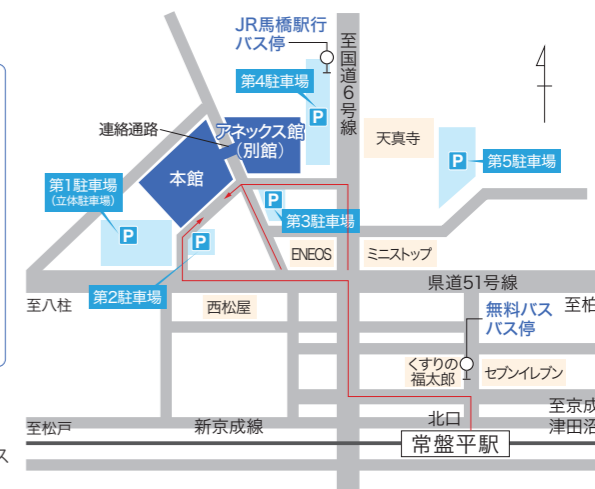 JR馬橋駅行
バス停
至国道6号線
第4駐車場
P
天真寺
連絡通路
アネックス館
(別館)
P
第5駐車場
本館
第1駐車場
(立体駐車場)
P
P
第3駐車場
P
ENEOS
ミニストップ
県道51号線
第2駐車場
至八柱
西松屋
無料バス
バス停
至柏
くすりの
福太郎
セブンイレブン
至京成
津田沼
北口
新京成線
至松戸
常盤平駅
ス